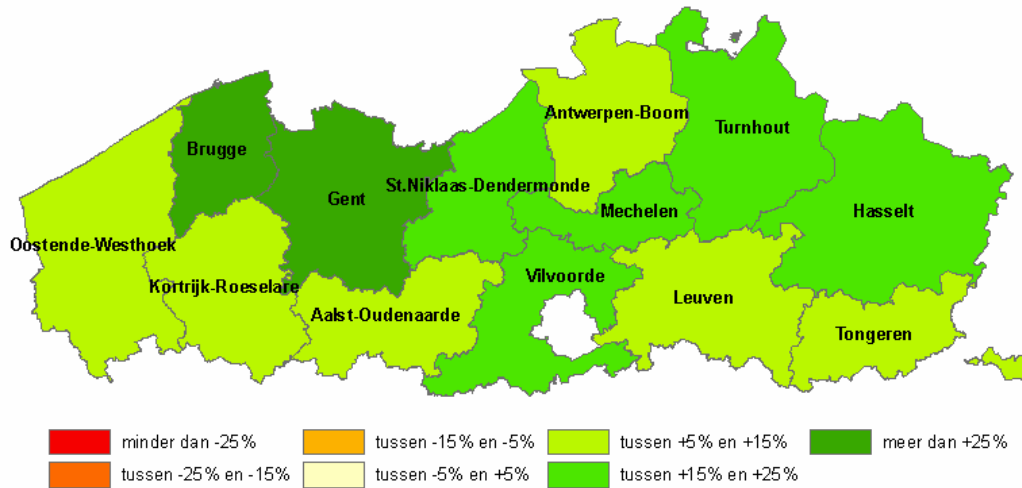 Antwerpen-Boom
Turnhout
Brugge
Gent
St.Niklaas-Dendermonde
Mechelen
Hasselt
Oostende-Westhoek
Vilvoorde
Kortrijk-Roeselare
Leuven
Aalst-Oudenaarde
Tongeren
minder dan -25%
tussen -15% en -5%
tussen +5% en +15%
meer dan +25%
tussen -25% en -15%
tussen -5% en +5%
tussen +15% en +25%